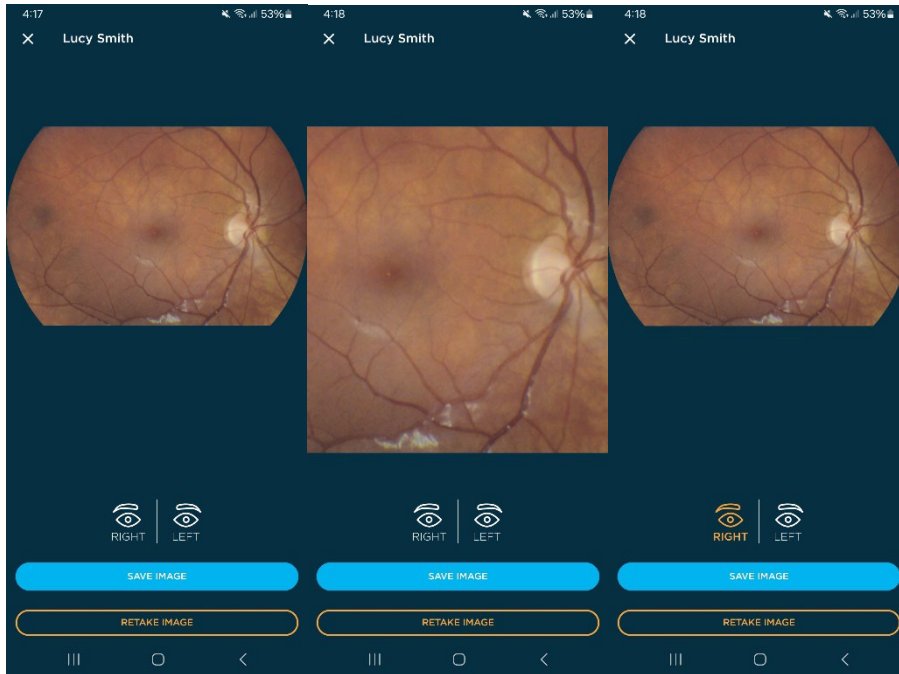 4:17 53%
Lucy Smith
RIGHT LEFT
SAVE IMAGE
RETAKE IMAGE
4:18 53%
Lucy Smith
RIGHT LEFT
SAVE IMAGE
RETAKE IMAGE
4:18 53%
Lucy Smith
RIGHT LEFT
SAVE IMAGE
RETAKE IMAGE